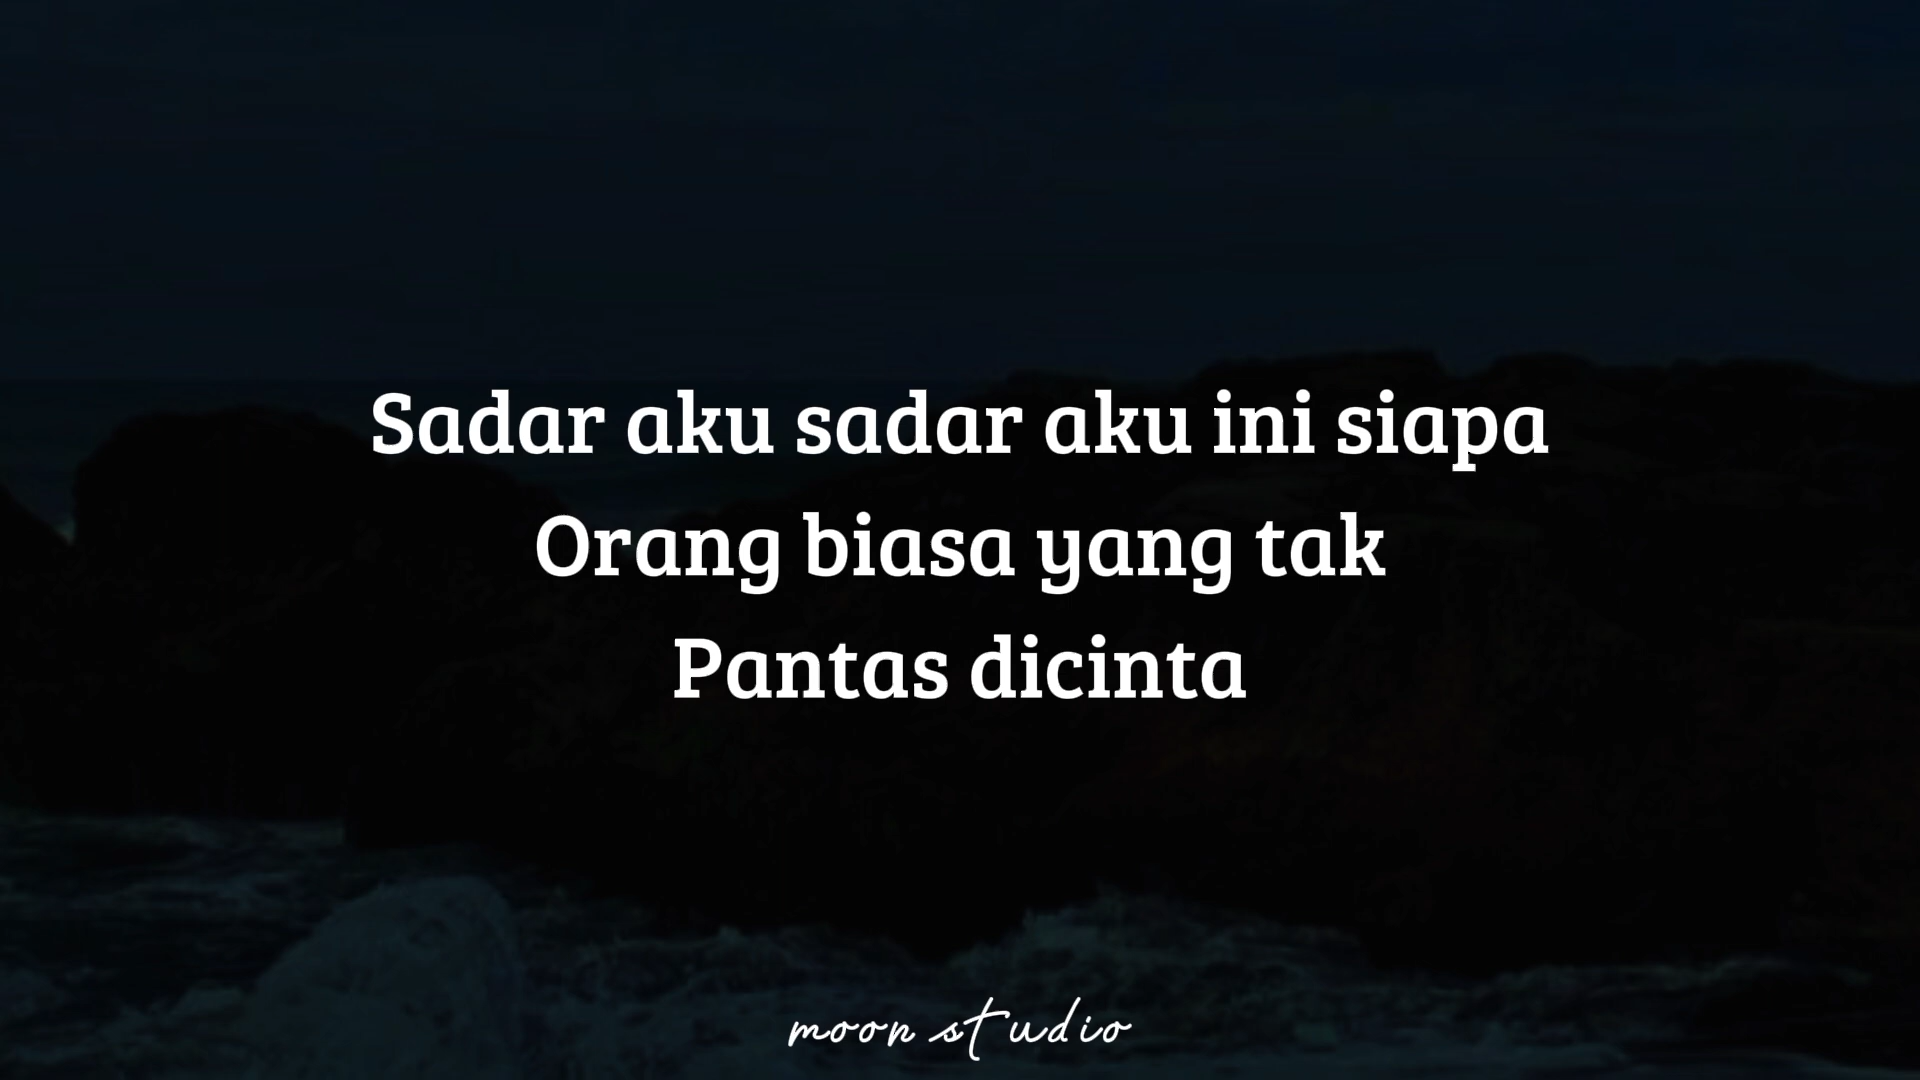 Sadar aku sadar aku ini siapa
Orang biasa yang tak
Pantas dicinta
moon studio